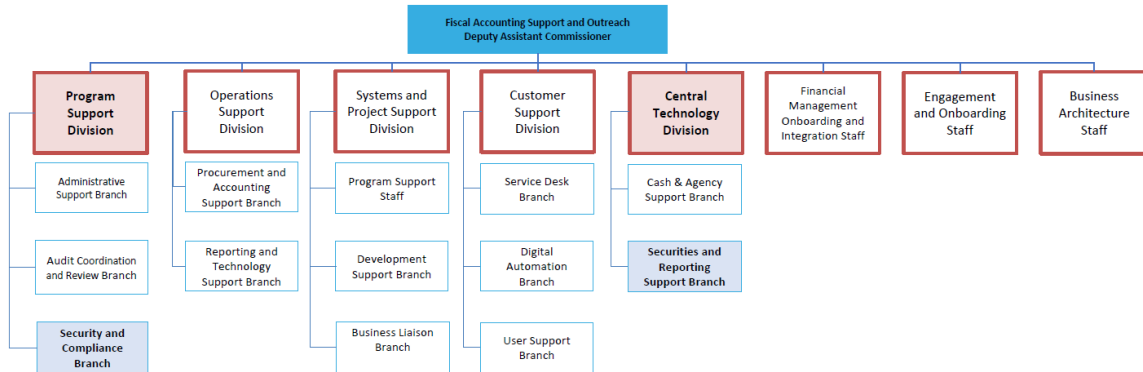 Fiscal Accounting Support and Outreach
Deputy Assistant Commissioner
Program
Support
Division
Operations
Support
Division
Systems and
Project Support
Division
Customer
Support
Division
Central
Technology
Division
Financial
Management
Onboarding and
Integration Staff
Engagement
and Onboarding
Staff
Business
Architecture
Staff
Administrative
Support Branch
Procurement and
Accounting
Support Branch
Program Support
Staff
Service Desk
Branch
Cash & Agency
Support Branch
Audit Coordination
and Review Branch
Reporting and
Technology
Support Branch
Development
Support Branch
Digital
Automation
Branch
Securities and
Reporting
Support Branch
Security and
Compliance
Branch
Business Liaison
Branch
User Support
Branch